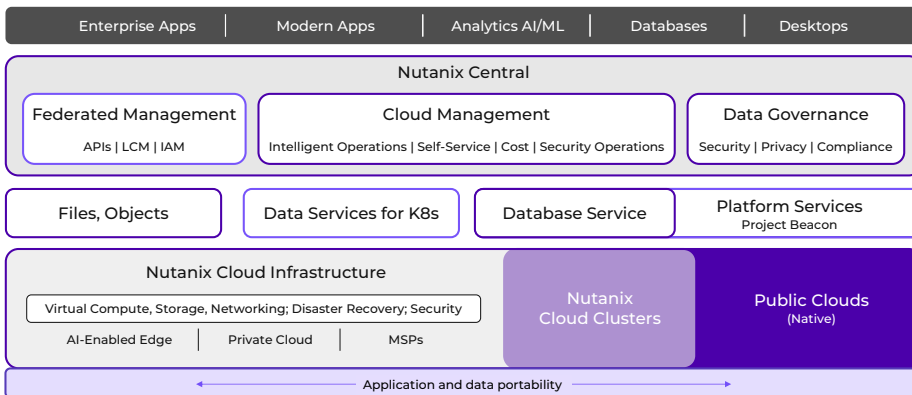 Enterprise Apps | Modern Apps | Analytics AI/ML | Databases | Desktops
Nutanix Central
Federated Management
APIs | LCM | IAM
Cloud Management
Intelligent Operations | Self-Service | Cost | Security Operations
Data Governance
Security | Privacy | Compliance
Files, Objects
Data Services for K8s
Database Service
Platform Services
Project Beacon
Nutanix Cloud Infrastructure
Virtual Compute, Storage, Networking; Disaster Recovery; Security
AI-Enabled Edge | Private Cloud | MSPs
Nutanix
Cloud Clusters
Public Clouds
(Native)
Application and data portability